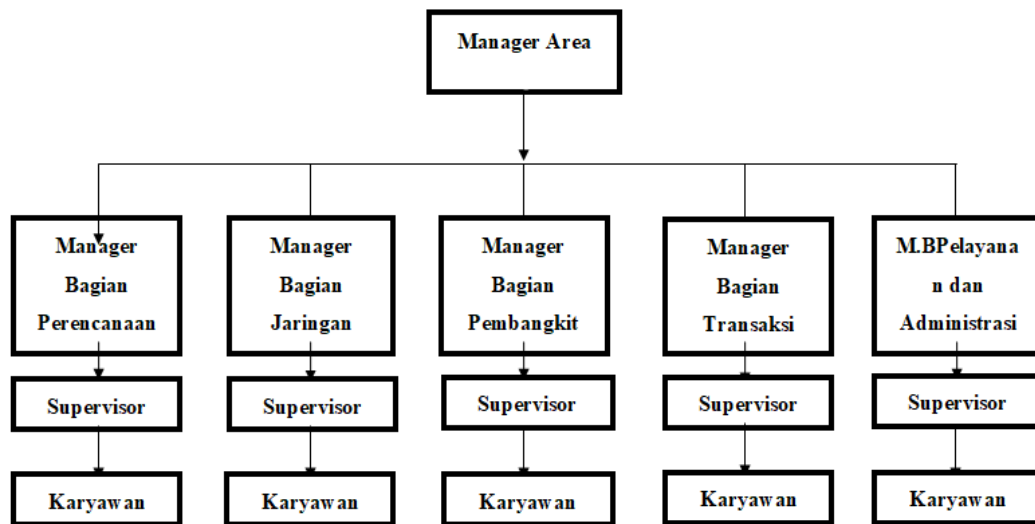 Manager Area
Manager
Bagian
Perencanaan
Manager
Bagian
Jaringan
Manager
Bagian
Pembangkit
Manager
Bagian
Transaksi
M.BPelayana
n dan
Administrasi
Supervisor
Supervisor
Supervisor
Supervisor
Supervisor
Karyawan
Karyawan
Karyawan
Karyawan
Karyawan